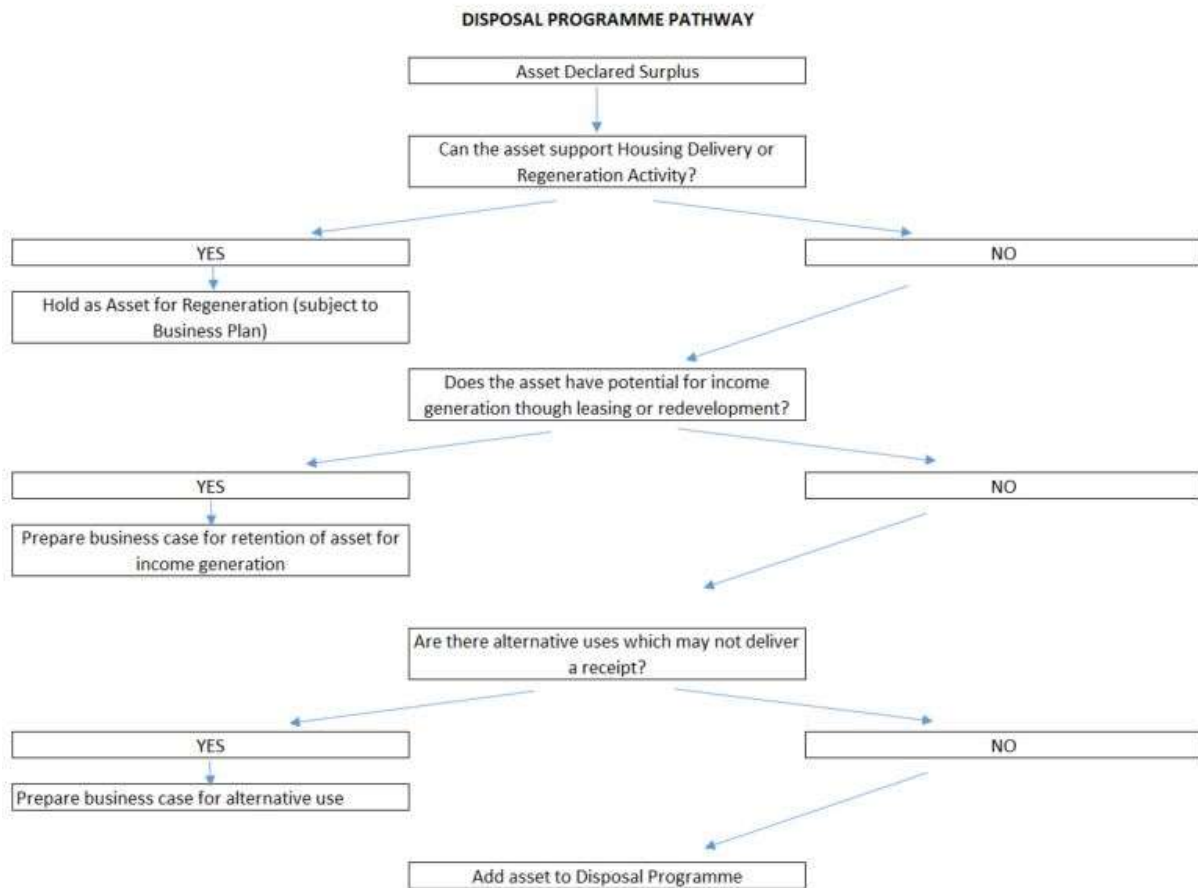 DISPOSAL PROGRAMME PATHWAY
Asset Declared Surplus
Can the asset support Housing Delivery or
Regeneration Activity?
YES
NO
Hold as Asset for Regeneration (subject to
Business Plan)
Does the asset have potential for income
generation though leasing or redevelopment?
YES
NO
Prepare business case for retention of asset for
income generation
Are there alternative uses which may not deliver
a receipt?
YES
NO
Prepare business case for alternative use
Add asset to Disposal Programme